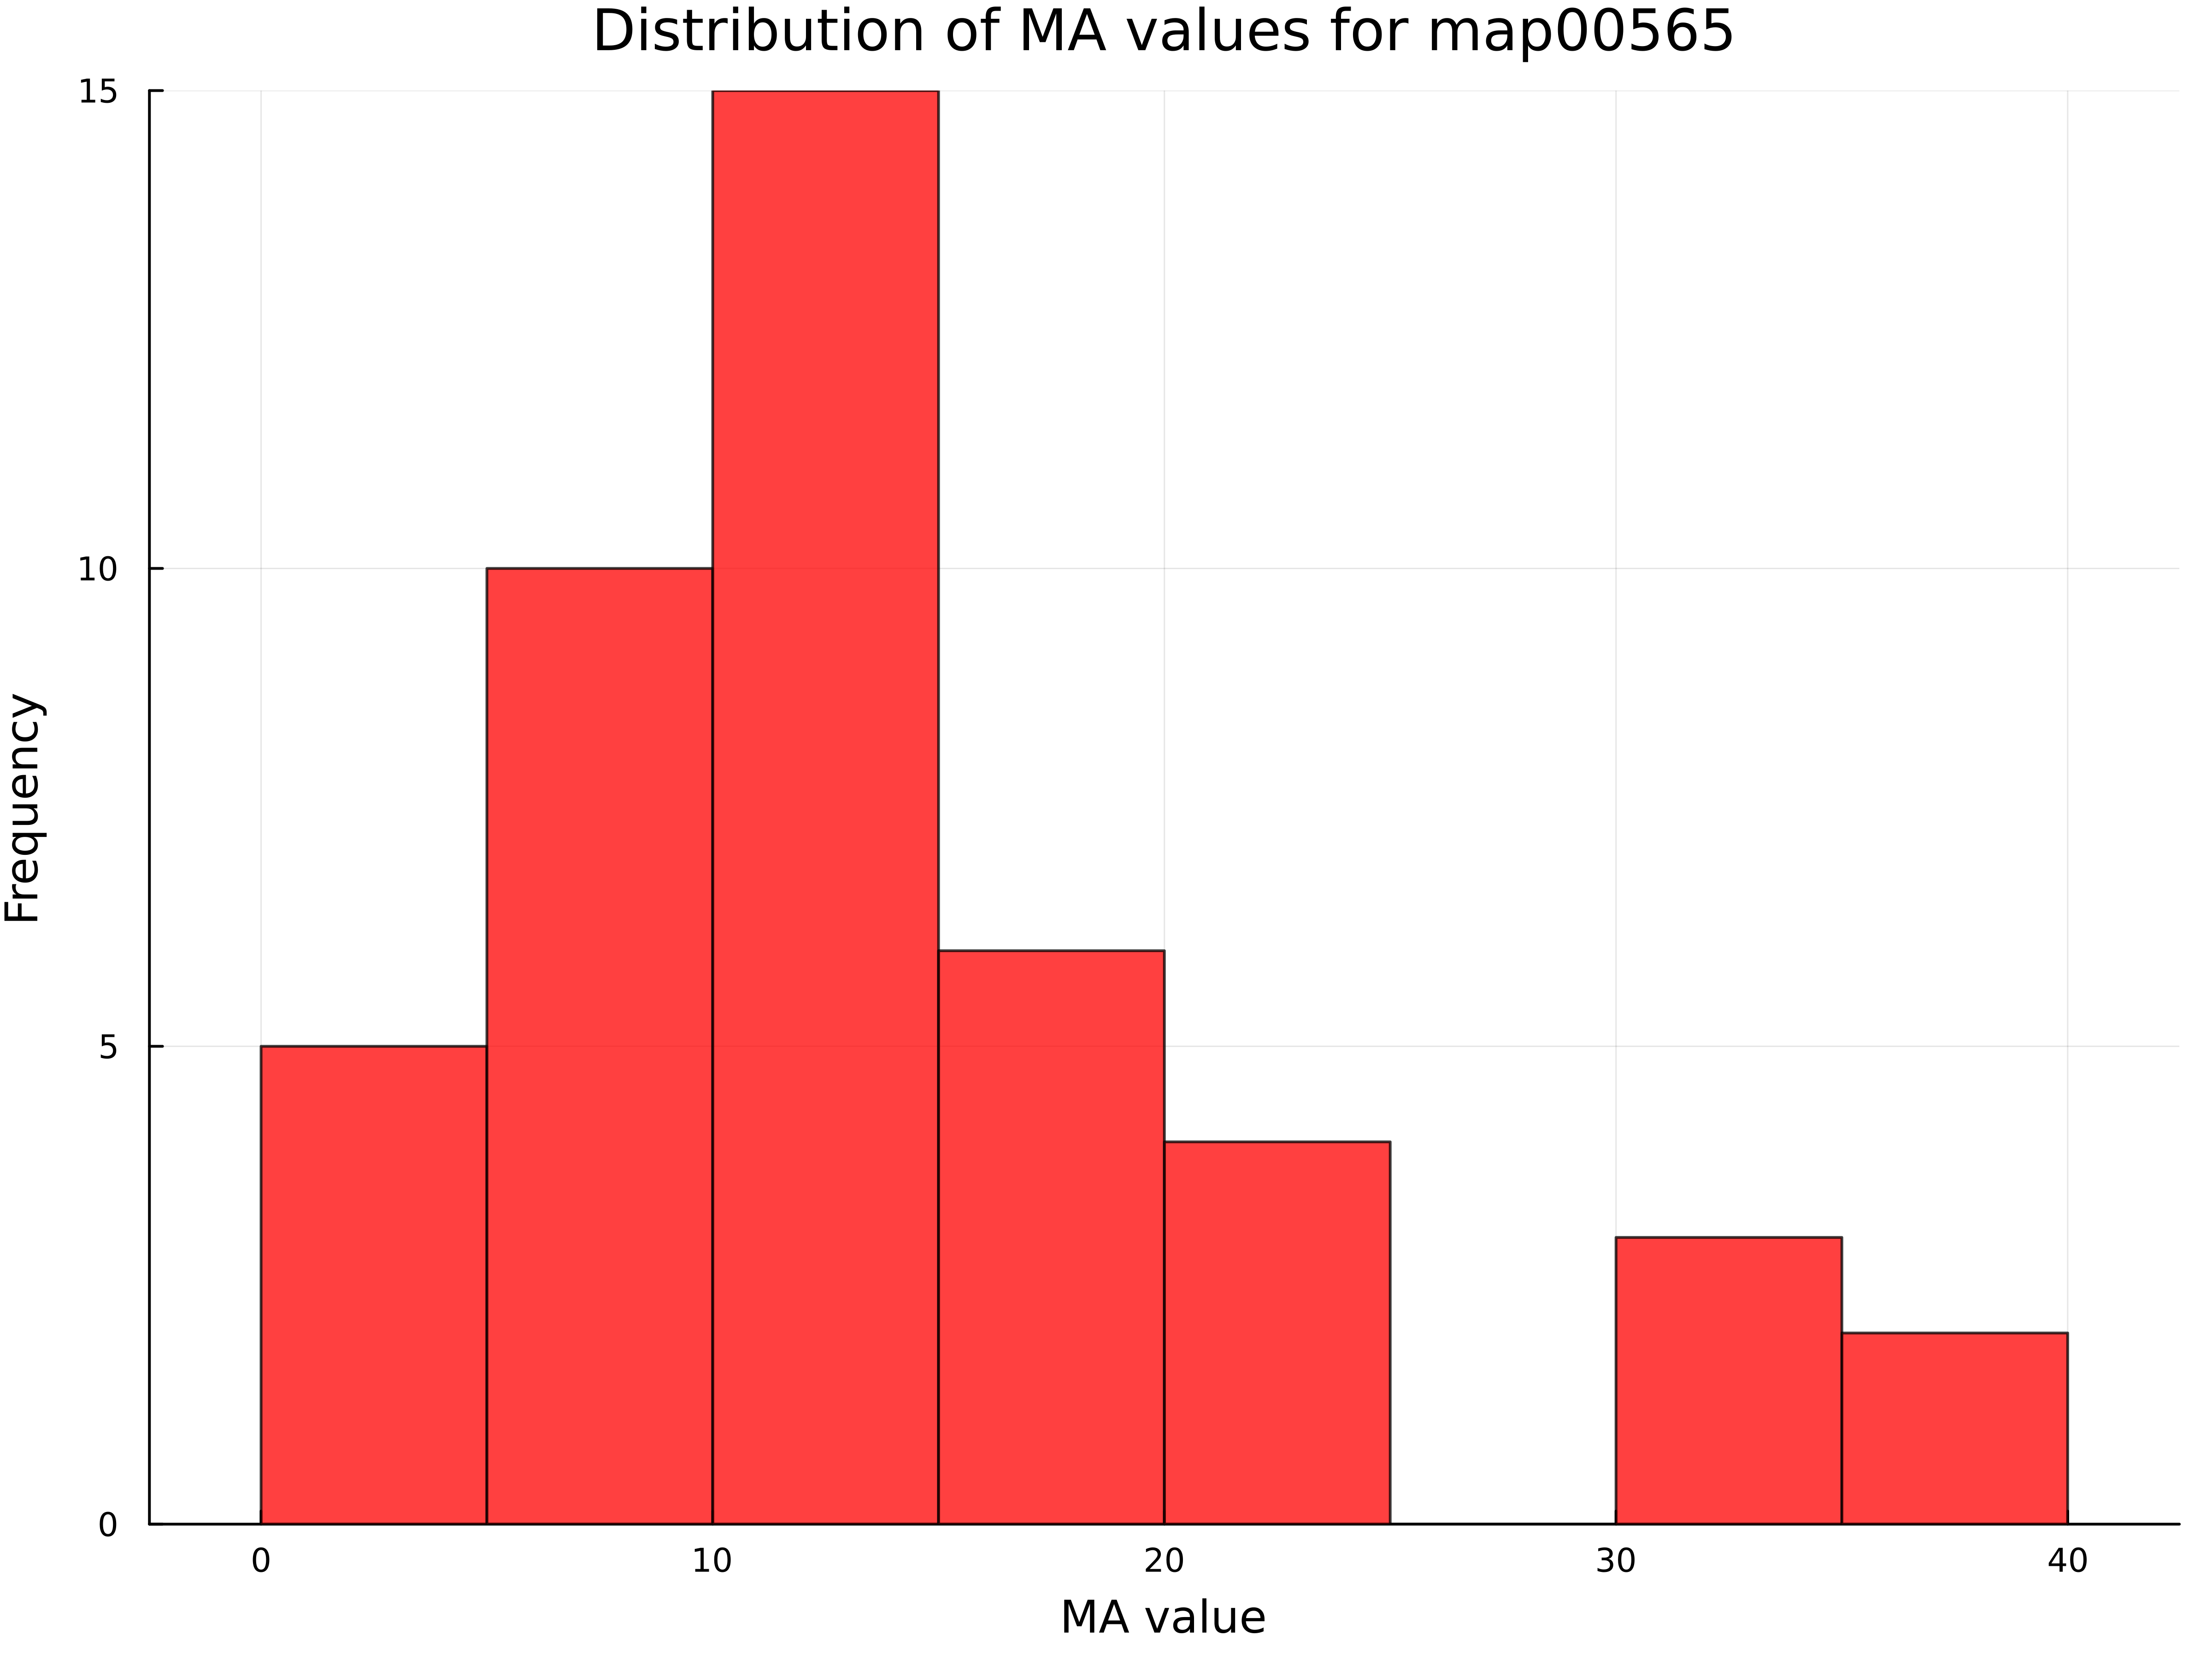 Distribution of MA values for map00565
15
10
5
0
Frequency
0 10 20 30 40
MA value